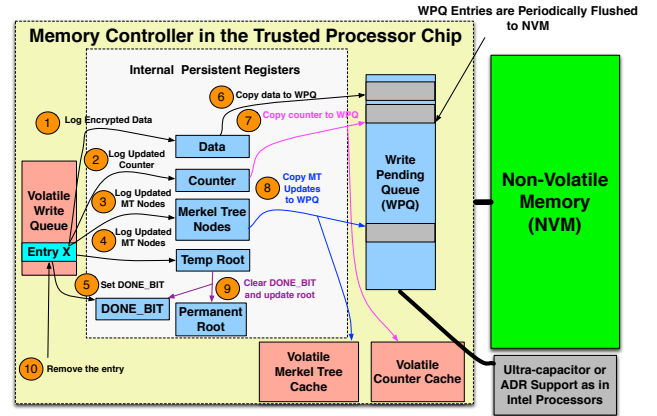 WPQ Entries are Periodically Flushed
to NVM
Memory Controller in the Trusted Processor Chip
Internal Persistent Registers
6 Copy data to WPQ
1 Log Encrypted Data
7 Copy counter to WPQ
Data
2 Log Updated
Counter
Counter
3 Log Updated
MT Nodes
8 Copy MT
Updates
to WPQ
Write
Pending
Queue
(WPQ)
Non-Volatile
Memory
(NVM)
Volatile
Write
Queue
Merkel Tree
Nodes
4 Log Updated
MT Nodes
Entry X
Temp Root
5 Set DONE_BIT
9 Clear DONE_BIT
and update root
DONE_BIT
Permanent
Root
10 Remove the entry
Volatile
Merkel Tree
Cache
Volatile
Counter Cache
Ultra-capacitor or
ADR Support as in
Intel Processors